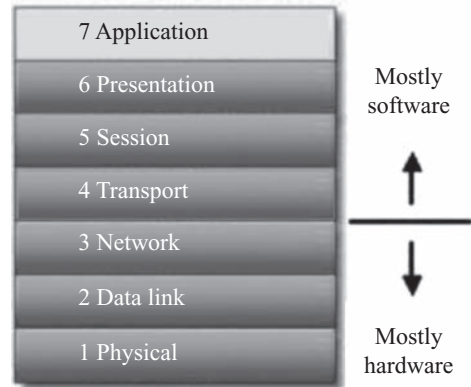 7 Application
6 Presentation
5 Session
4 Transport
3 Network
2 Data link
1 Physical
Mostly
software
Mostly
hardware